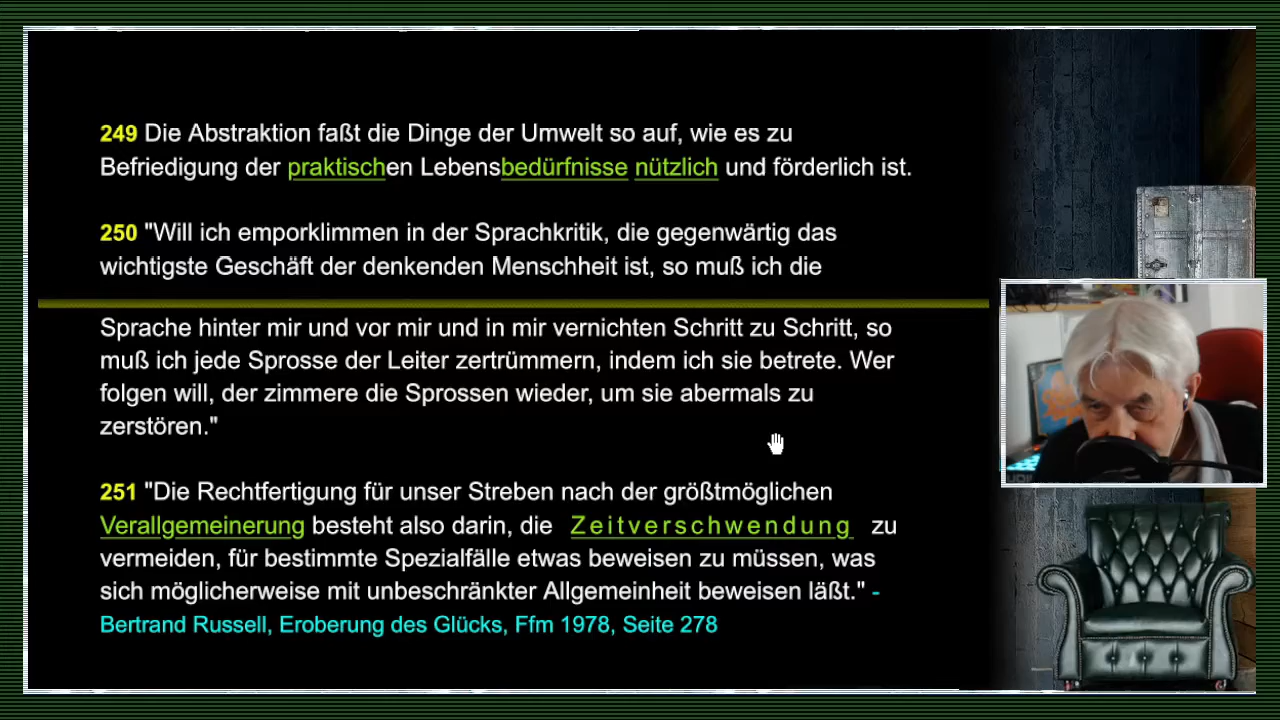 249 Die Abstraktion faßt die Dinge der Umwelt so auf, wie es zu
Befriedigung der praktischen Lebensbedürfnisse nützlich und förderlich ist.
250 "Will ich emporklimmen in der Sprachkritik, die gegenwärtig das
wichtigste Geschäft der denkenden Menschheit ist, so muß ich die
Sprache hinter mir und vor mir und in mir vernichten Schritt zu Schritt, so
muß ich jede Sprosse der Leiter zertrümmern, indem ich sie betrete. Wer
folgen will, der zimmere die Sprossen wieder, um sie abermals zu
zerstören."
251 "Die Rechtfertigung für unser Streben nach der größtmöglichen
Verallgemeinerung besteht also darin, die Zeitverschwendung zu
vermeiden, für bestimmte Spezialfälle etwas beweisen zu müssen, was
sich möglicherweise mit unbeschränkter Allgemeinheit beweisen läßt." -
Bertrand Russell, Eroberung des Glücks, Ffm 1978, Seite 278